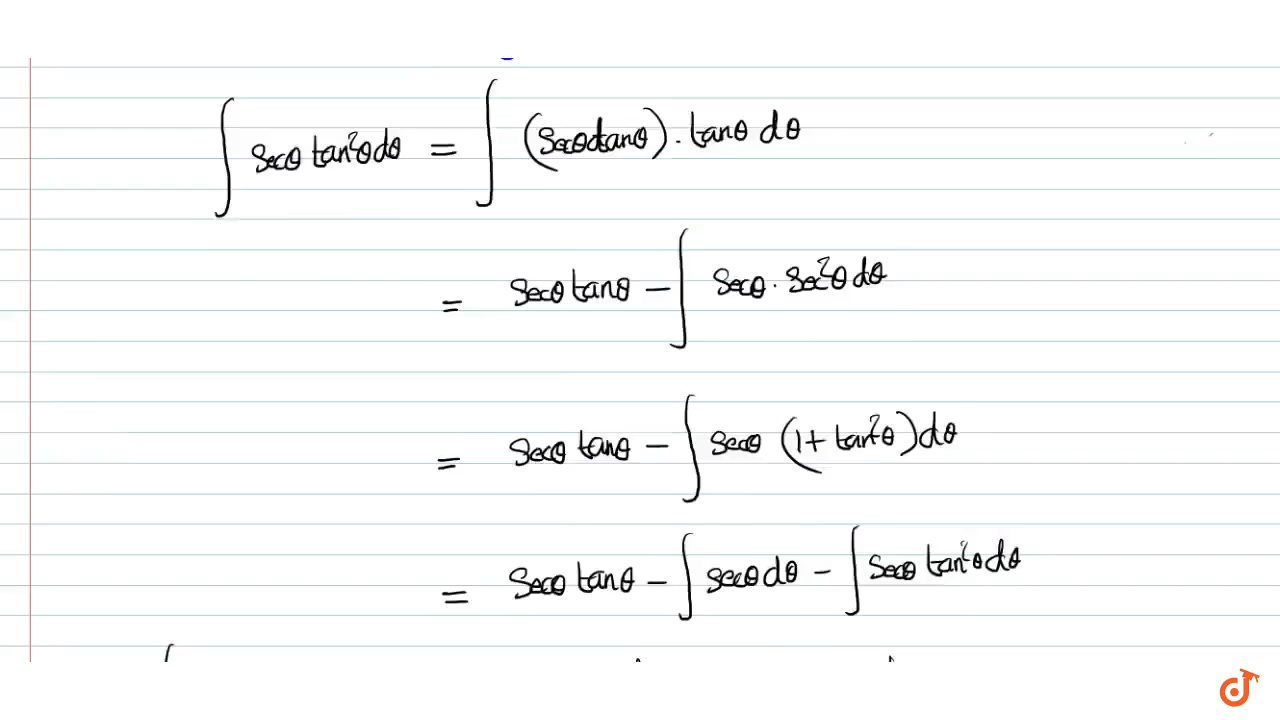 ∫ secθ tan²θ dθ = ∫ (secθ tanθ) . tanθ dθ
= secθ tanθ − ∫ secθ . sec²θ dθ
= secθ tanθ − ∫ secθ (1 + tan²θ) dθ
= secθ tanθ − ∫ secθ dθ − ∫ secθ tan²θ dθ